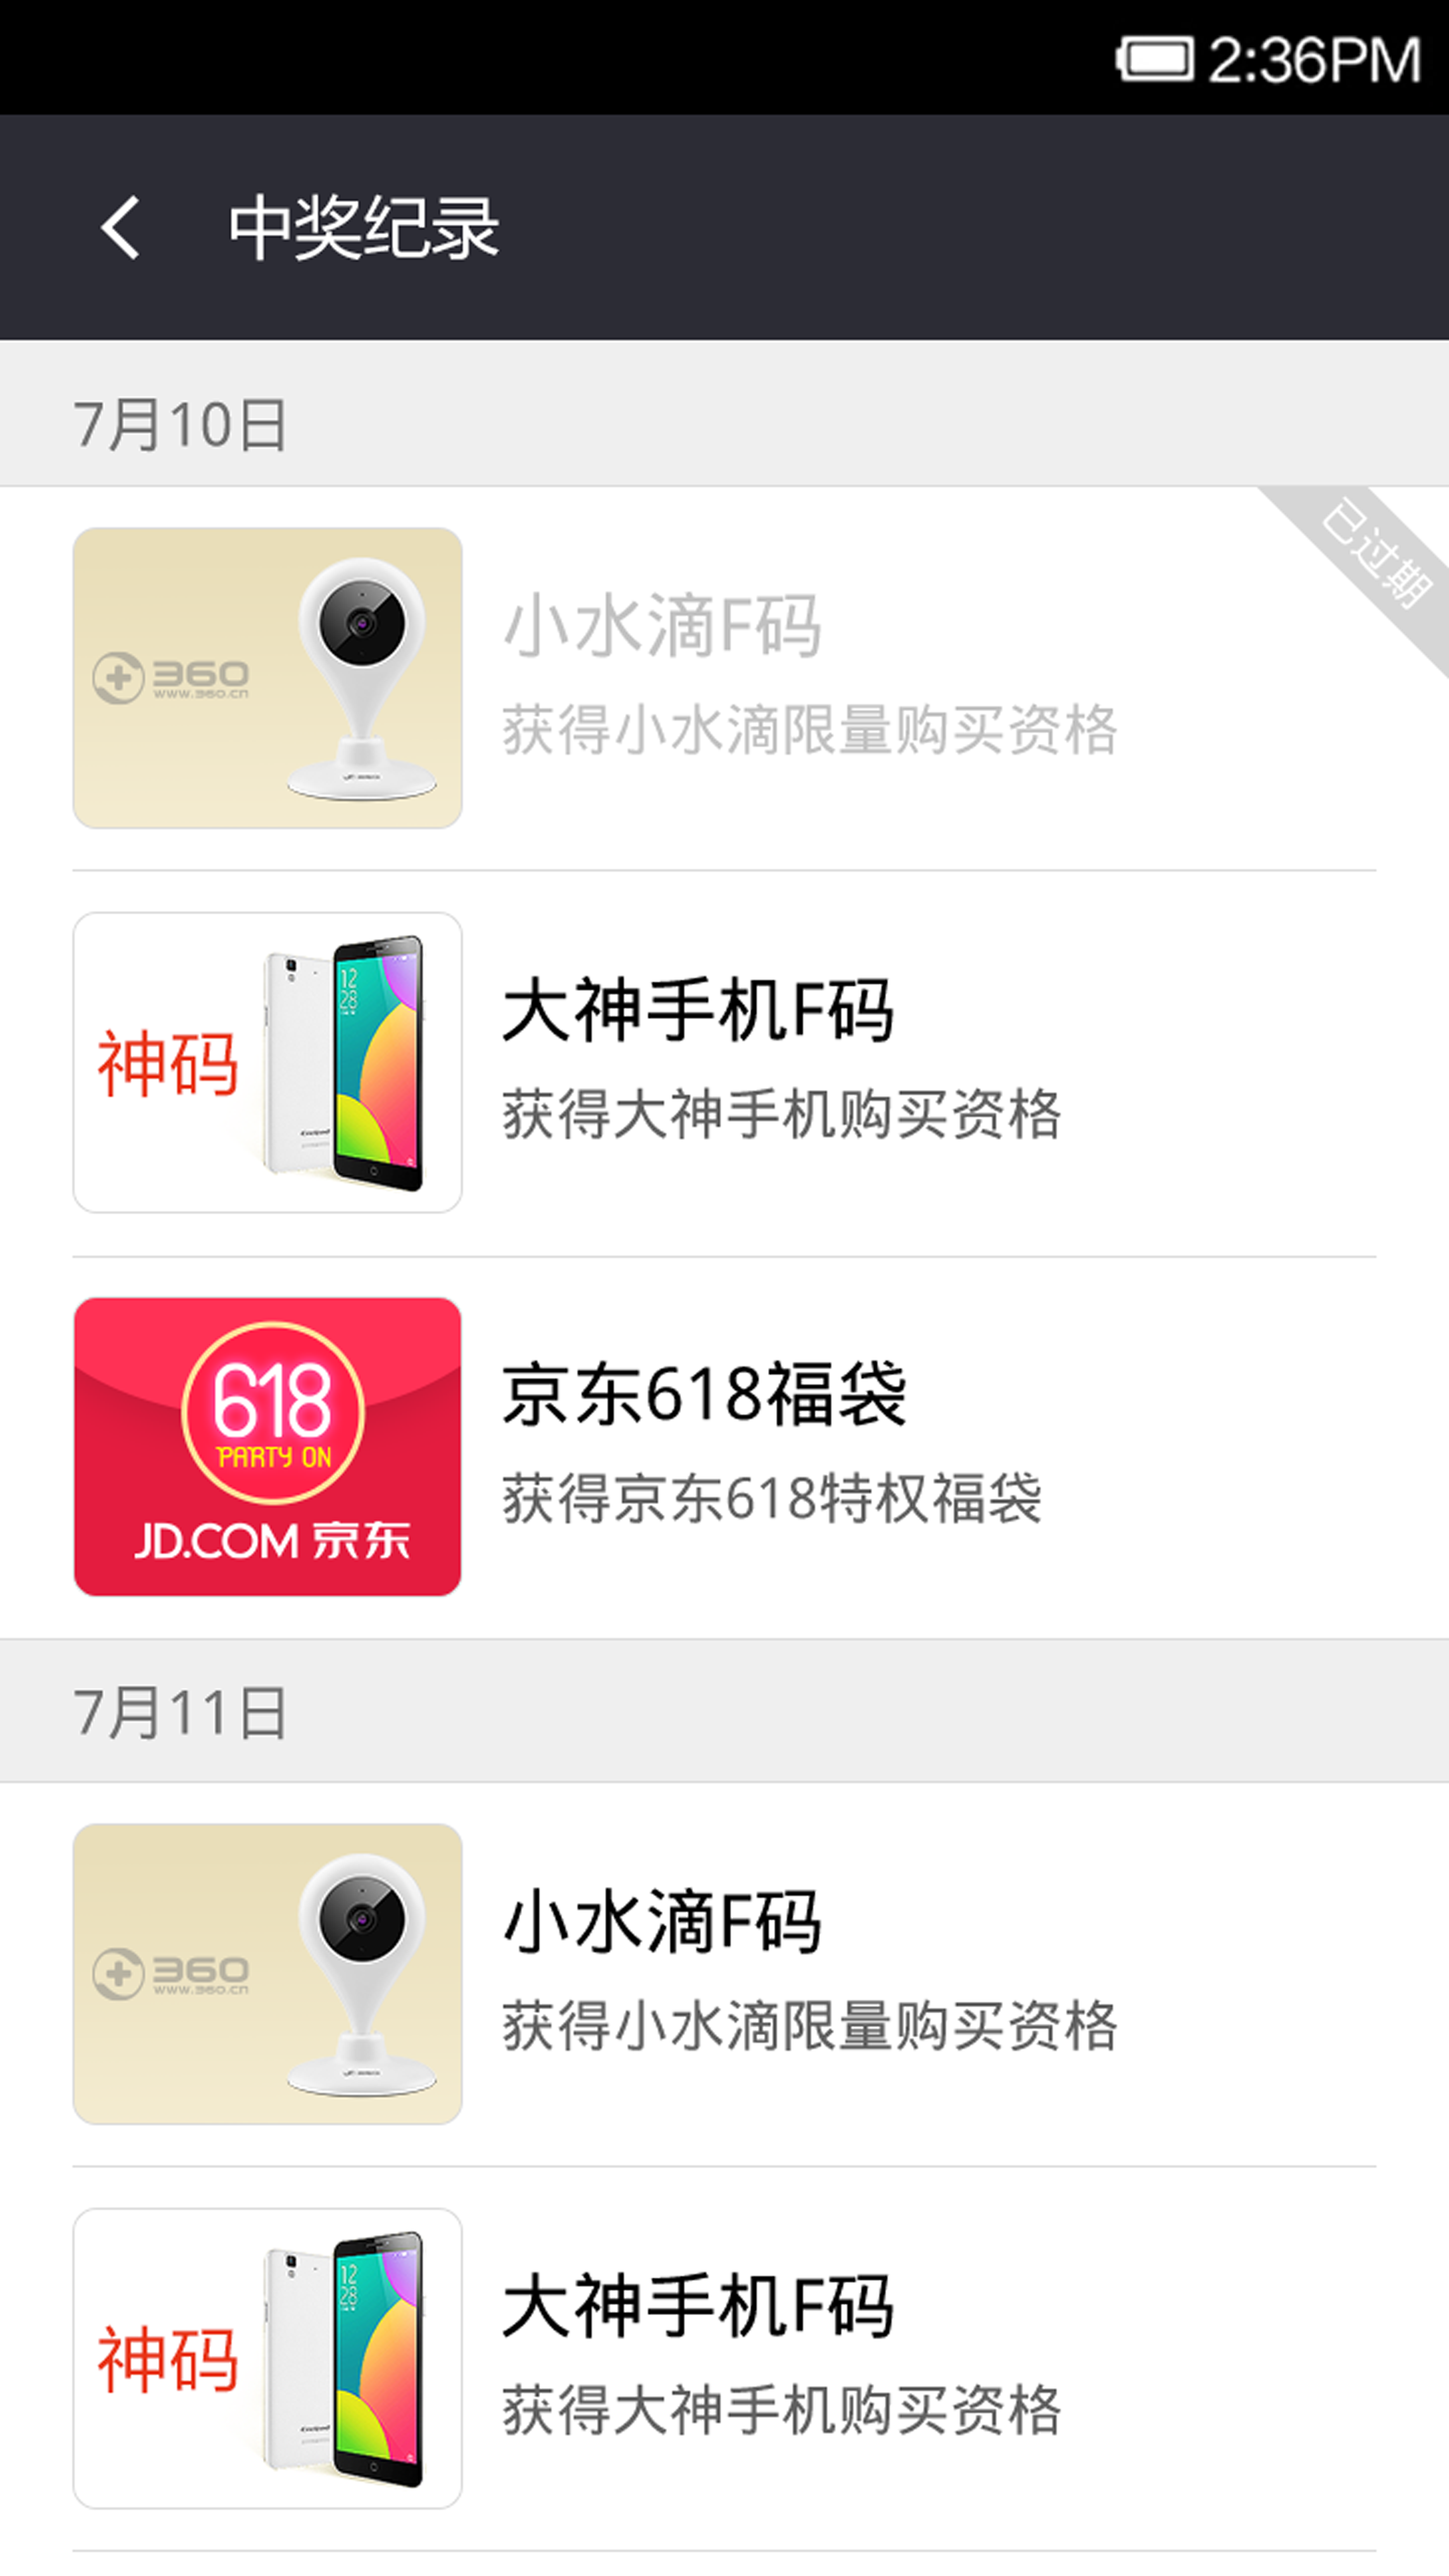 2:36PM
中奖纪录
7月10日
已过期
360
www.360.cn
小水滴F码
获得小水滴限量购买资格
神码
12
28
大神手机F码
获得大神手机购买资格
618
PARTY ON
JD.COM 京东
京东618福袋
获得京东618特权福袋
7月11日
360
www.360.cn
小水滴F码
获得小水滴限量购买资格
神码
12
28
大神手机F码
获得大神手机购买资格